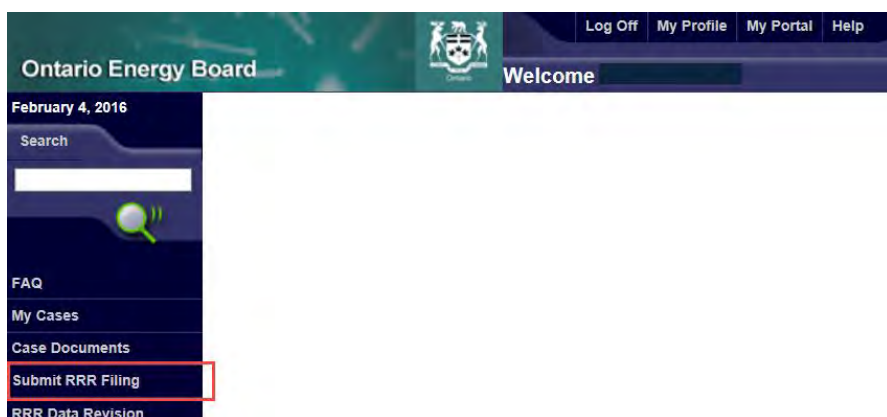 Log Off My Profile My Portal Help
Ontario Energy Board
Ontario
Welcome
February 4, 2016
Search
FAQ
My Cases
Case Documents
Submit RRR Filing
RRR Data Revision